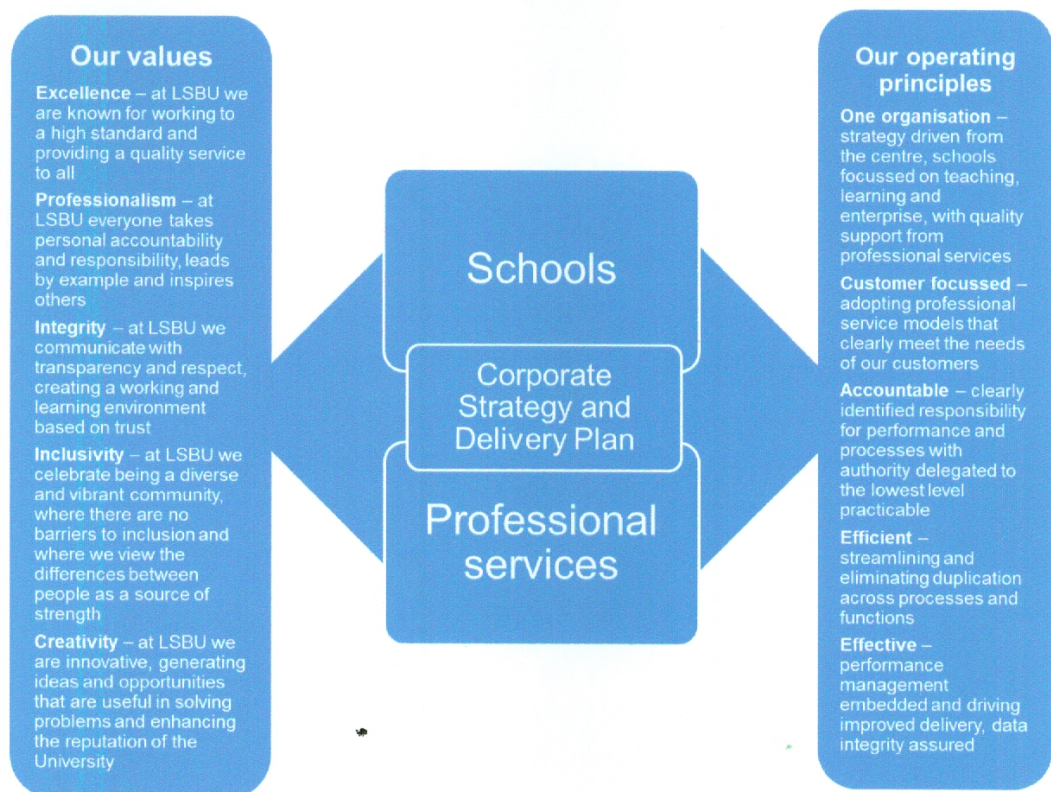 Our values
Excellence – at LSBU we
are known for working to
a high standard and
providing a quality service
to all
Professionalism – at
LSBU everyone takes
personal accountability
and responsibility, leads
by example and inspires
others
Integrity – at LSBU we
communicate with
transparency and respect,
creating a working and
learning environment
based on trust
Inclusivity – at LSBU we
celebrate being a diverse
and vibrant community,
where there are no
barriers to inclusion and
where we view the
differences between
people as a source of
strength
Creativity – at LSBU we
are innovative, generating
ideas and opportunities
that are useful in solving
problems and enhancing
the reputation of the
University
Schools
Corporate
Strategy and
Delivery Plan
Professional
services
Our operating
principles
One organisation –
strategy driven from
the centre, schools
focussed on teaching,
learning and
enterprise, with quality
support from
professional services
Customer focussed –
adopting professional
service models that
clearly meet the needs
of our customers
Accountable – clearly
identified responsibility
for performance and
processes with
authority delegated to
the lowest level
practicable
Efficient –
streamlining and
eliminating duplication
across processes and
functions
Effective –
performance
management
embedded and driving
improved delivery, data
integrity assured